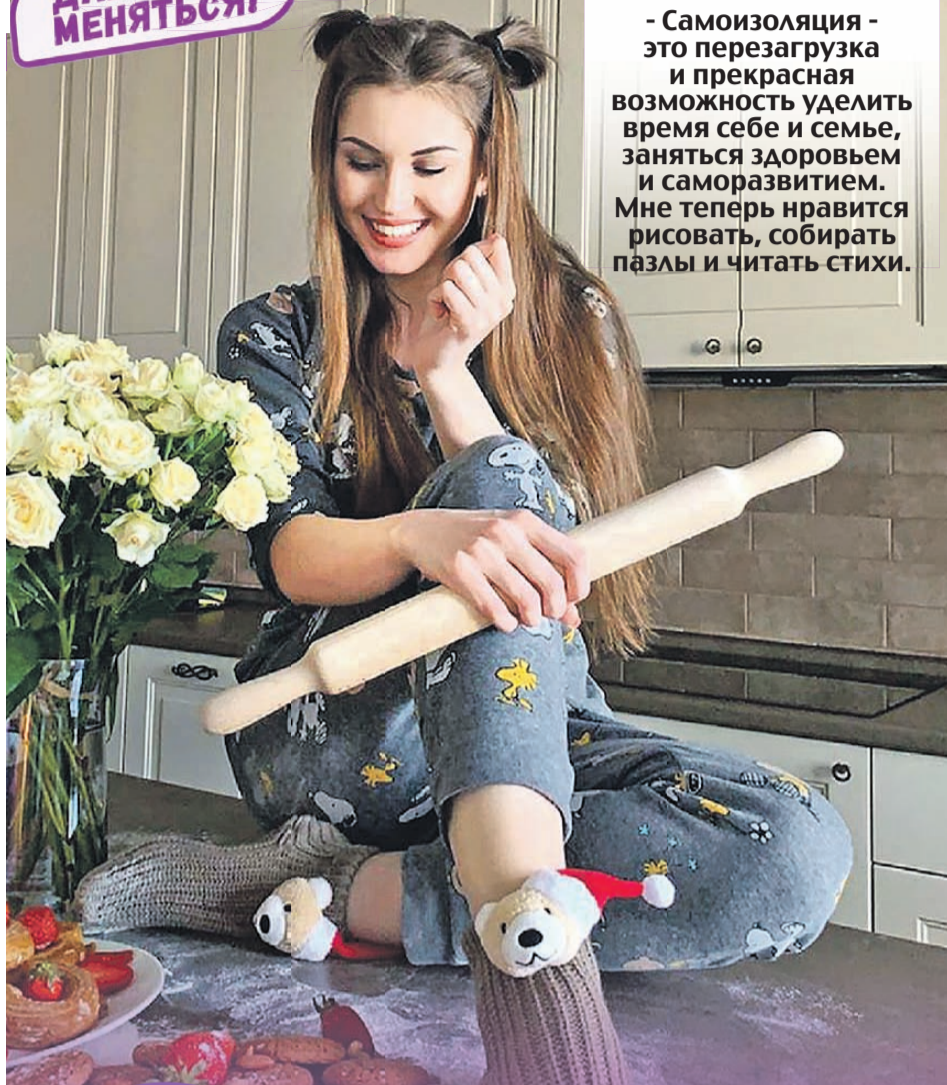 МЕНЯТЬСЯ!
- Самоизоляция -
это перезагрузка
и прекрасная
возможность уделить
время себе и семье,
заняться здоровьем
и саморазвитием.
Мне теперь нравится
рисовать, собирать
пазлы и читать стихи.